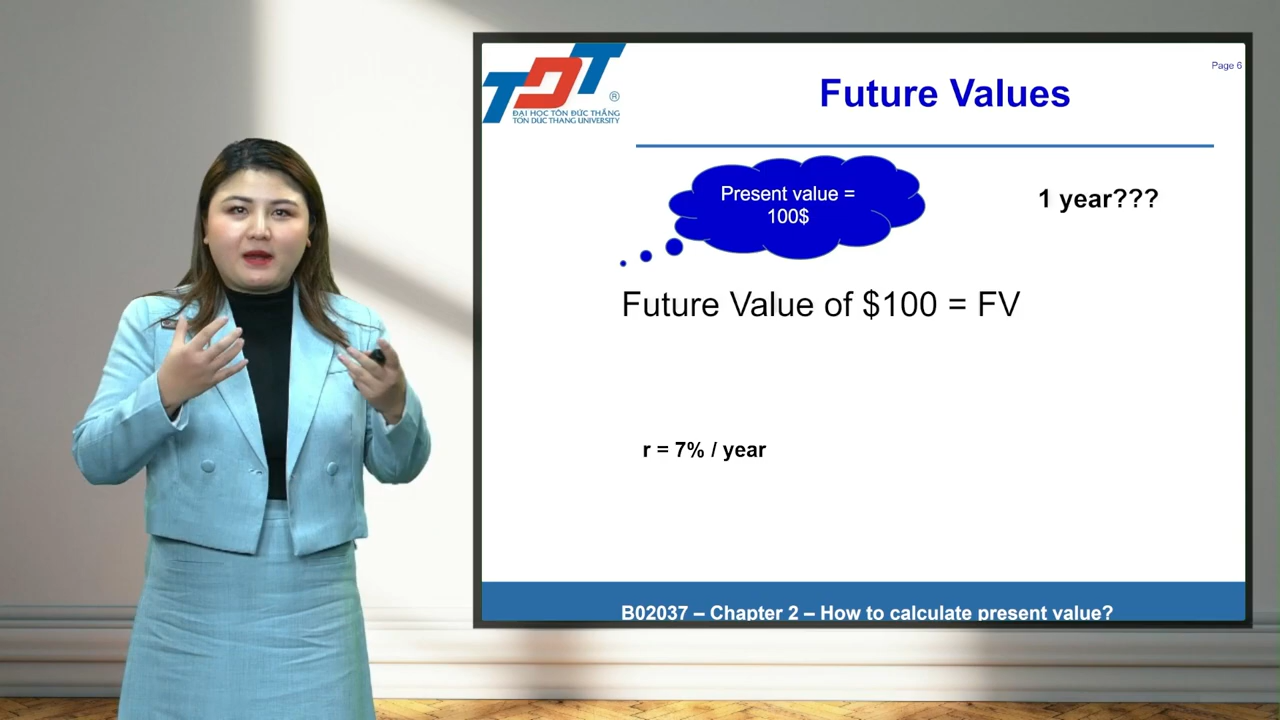 TDT
®
ĐẠI HỌC TÔN ĐỨC THẮNG
TON DUC THANG UNIVERSITY
Page 6
Future Values
Present value =
100$
1 year???
Future Value of $100 = FV
r = 7% / year
B02037 – Chapter 2 – How to calculate present value?